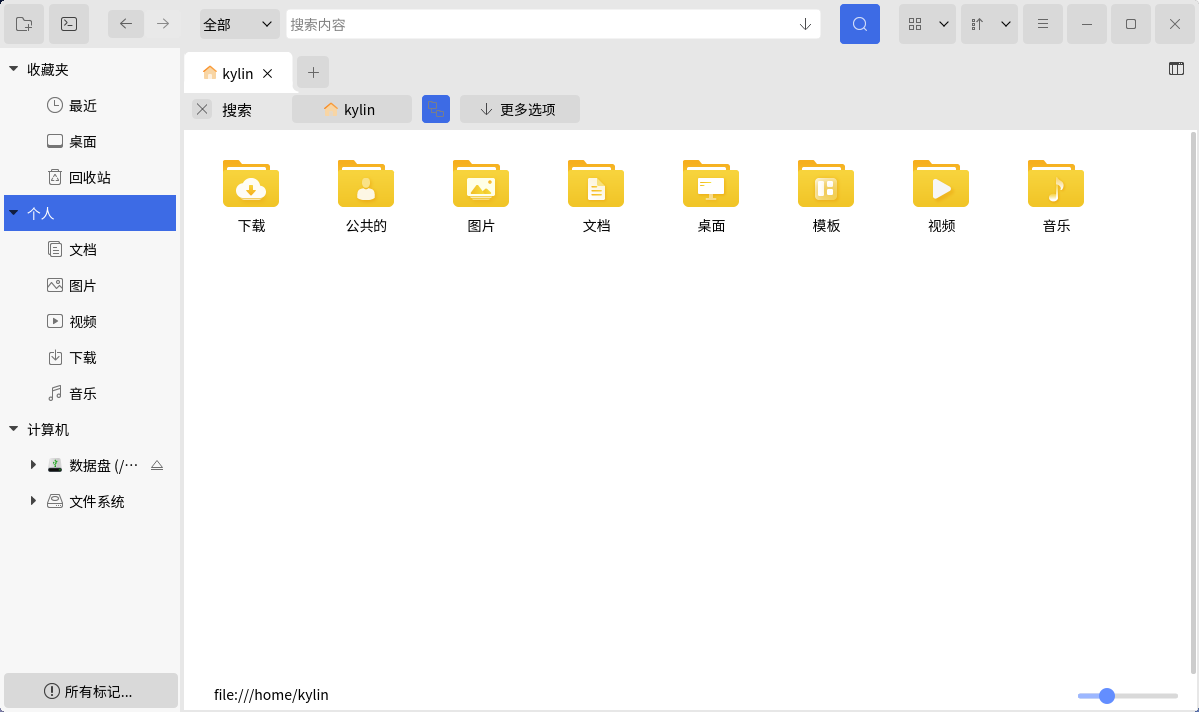 全部
搜索内容
收藏夹
最近
桌面
回收站
个人
文档
图片
视频
下载
音乐
计算机
数据盘 (/···
文件系统
所有标记...
kylin
搜索
kylin
更多选项
下载
公共的
图片
文档
桌面
模板
视频
音乐
file:///home/kylin